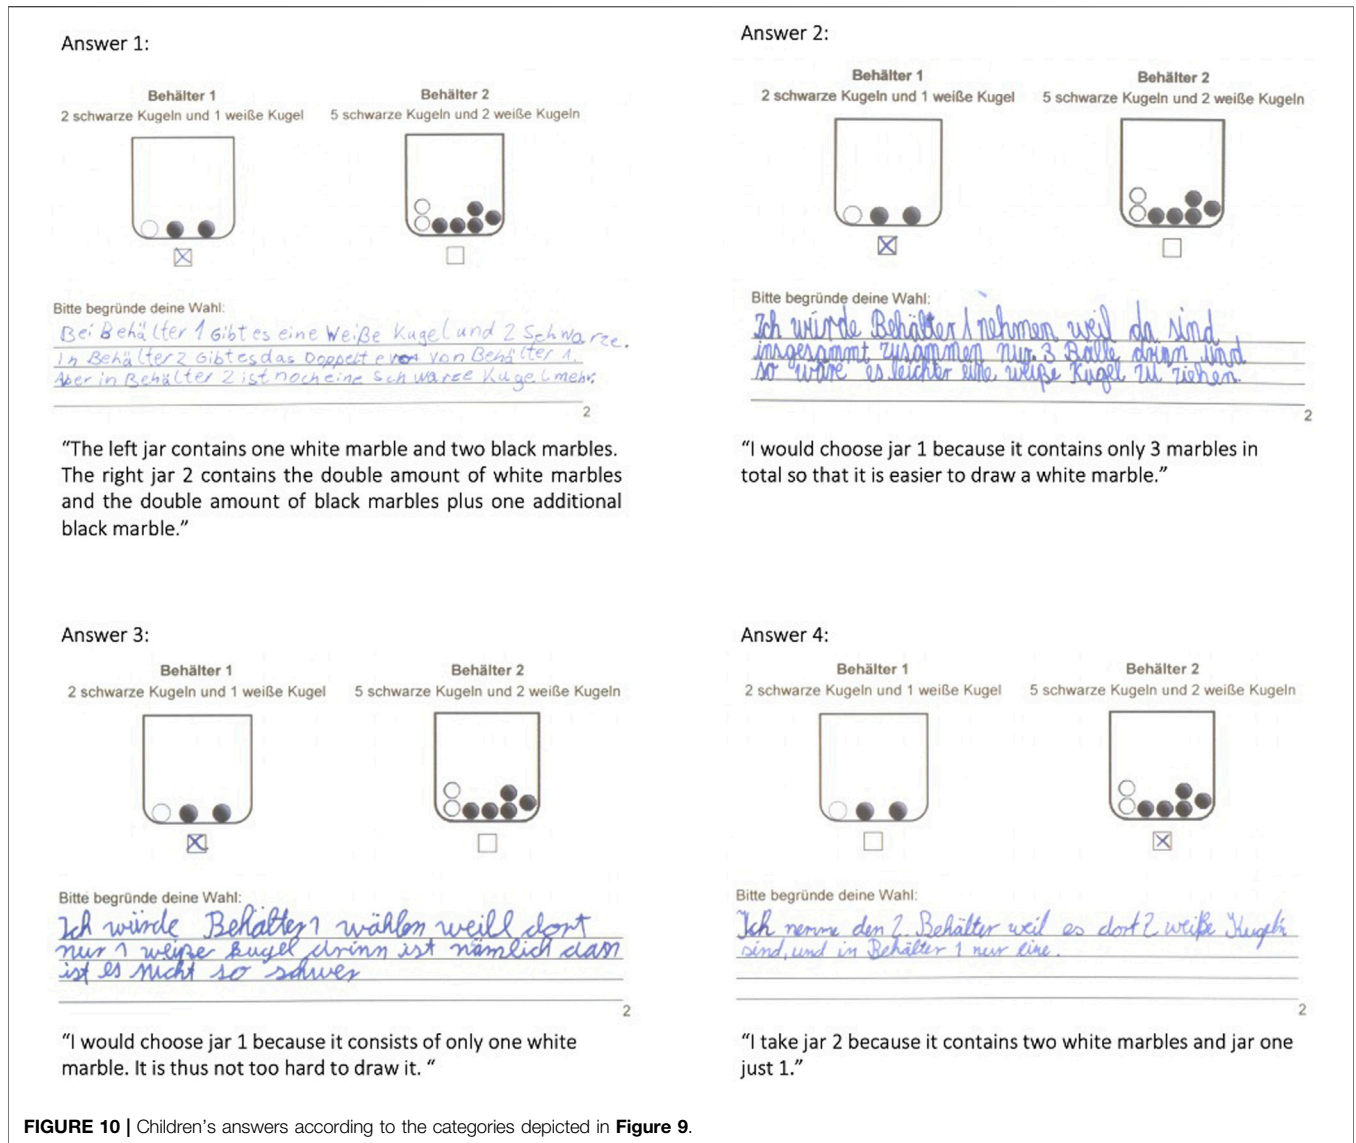 Answer 1:
Behälter 1
2 schwarze Kugeln und 1 weiße Kugel
Behälter 2
5 schwarze Kugeln und 2 weiße Kugeln
Bitte begründe deine Wahl:
Bei Behälter 1 Gibt es eine Weiße Kugel und 2 Schwarze.
In Behälter 2 Gibt es das Doppelte von Behälter 1.
Aber in Behälter 2 ist noch eine Schwarze Kugel mehr.
2
"The left jar contains one white marble and two black marbles.
The right jar 2 contains the double amount of white marbles
and the double amount of black marbles plus one additional
black marble."
Answer 2:
Behälter 1
2 schwarze Kugeln und 1 weiße Kugel
Behälter 2
5 schwarze Kugeln und 2 weiße Kugeln
Bitte begründe deine Wahl:
Ich würde Behälter 1 nehmen weil da sind
insgesammt zusammen nur 3 Bälle drinn und
so wäre es leichter eine weiße Kugel zu ziehen.
2
"I would choose jar 1 because it contains only 3 marbles in
total so that it is easier to draw a white marble."
Answer 3:
Behälter 1
2 schwarze Kugeln und 1 weiße Kugel
Behälter 2
5 schwarze Kugeln und 2 weiße Kugeln
Bitte begründe deine Wahl:
Ich würde Behälter 1 wählen weill dort
nur 1 weiße kugel drinn ist nämlich dan
ist es nicht so schwer
2
"I would choose jar 1 because it consists of only one white
marble. It is thus not too hard to draw it. "
Answer 4:
Behälter 1
2 schwarze Kugeln und 1 weiße Kugel
Behälter 2
5 schwarze Kugeln und 2 weiße Kugeln
Bitte begründe deine Wahl:
Ich nemme den 2. Behälter weil es dort 2 weiße Kugeln
sind, und in Behälter 1 nur eine.
2
"I take jar 2 because it contains two white marbles and jar one
just 1."
FIGURE 10 | Children's answers according to the categories depicted in Figure 9.